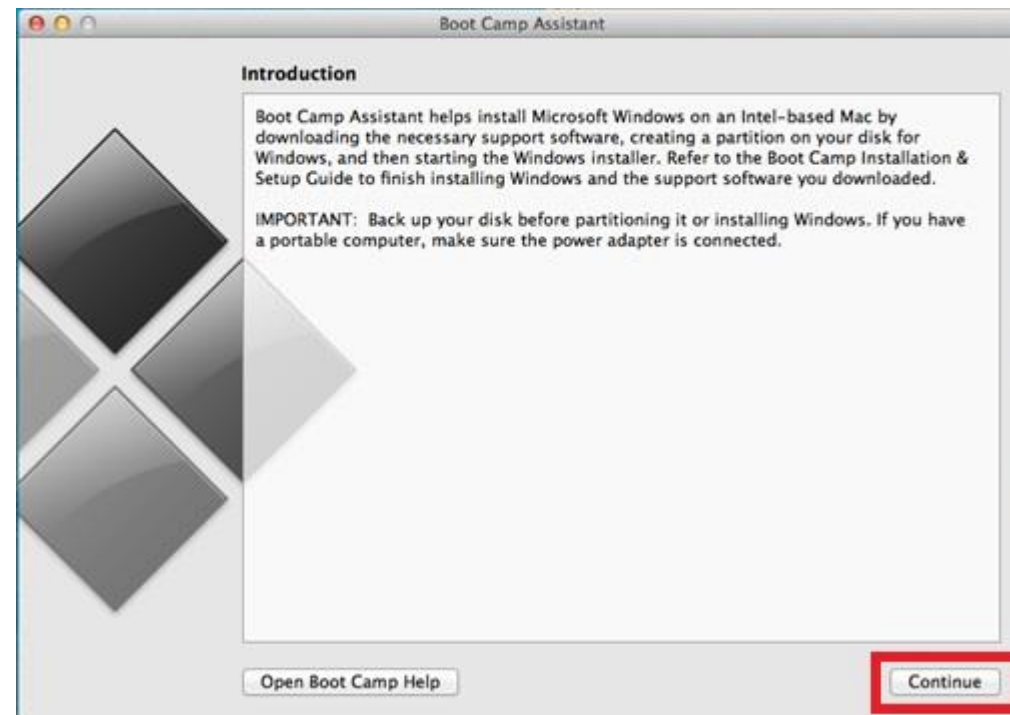 Boot Camp Assistant
Introduction
Boot Camp Assistant helps install Microsoft Windows on an Intel-based Mac by
downloading the necessary support software, creating a partition on your disk for
Windows, and then starting the Windows installer. Refer to the Boot Camp Installation &
Setup Guide to finish installing Windows and the support software you downloaded.
IMPORTANT: Back up your disk before partitioning it or installing Windows. If you have
a portable computer, make sure the power adapter is connected.
Open Boot Camp Help
Continue